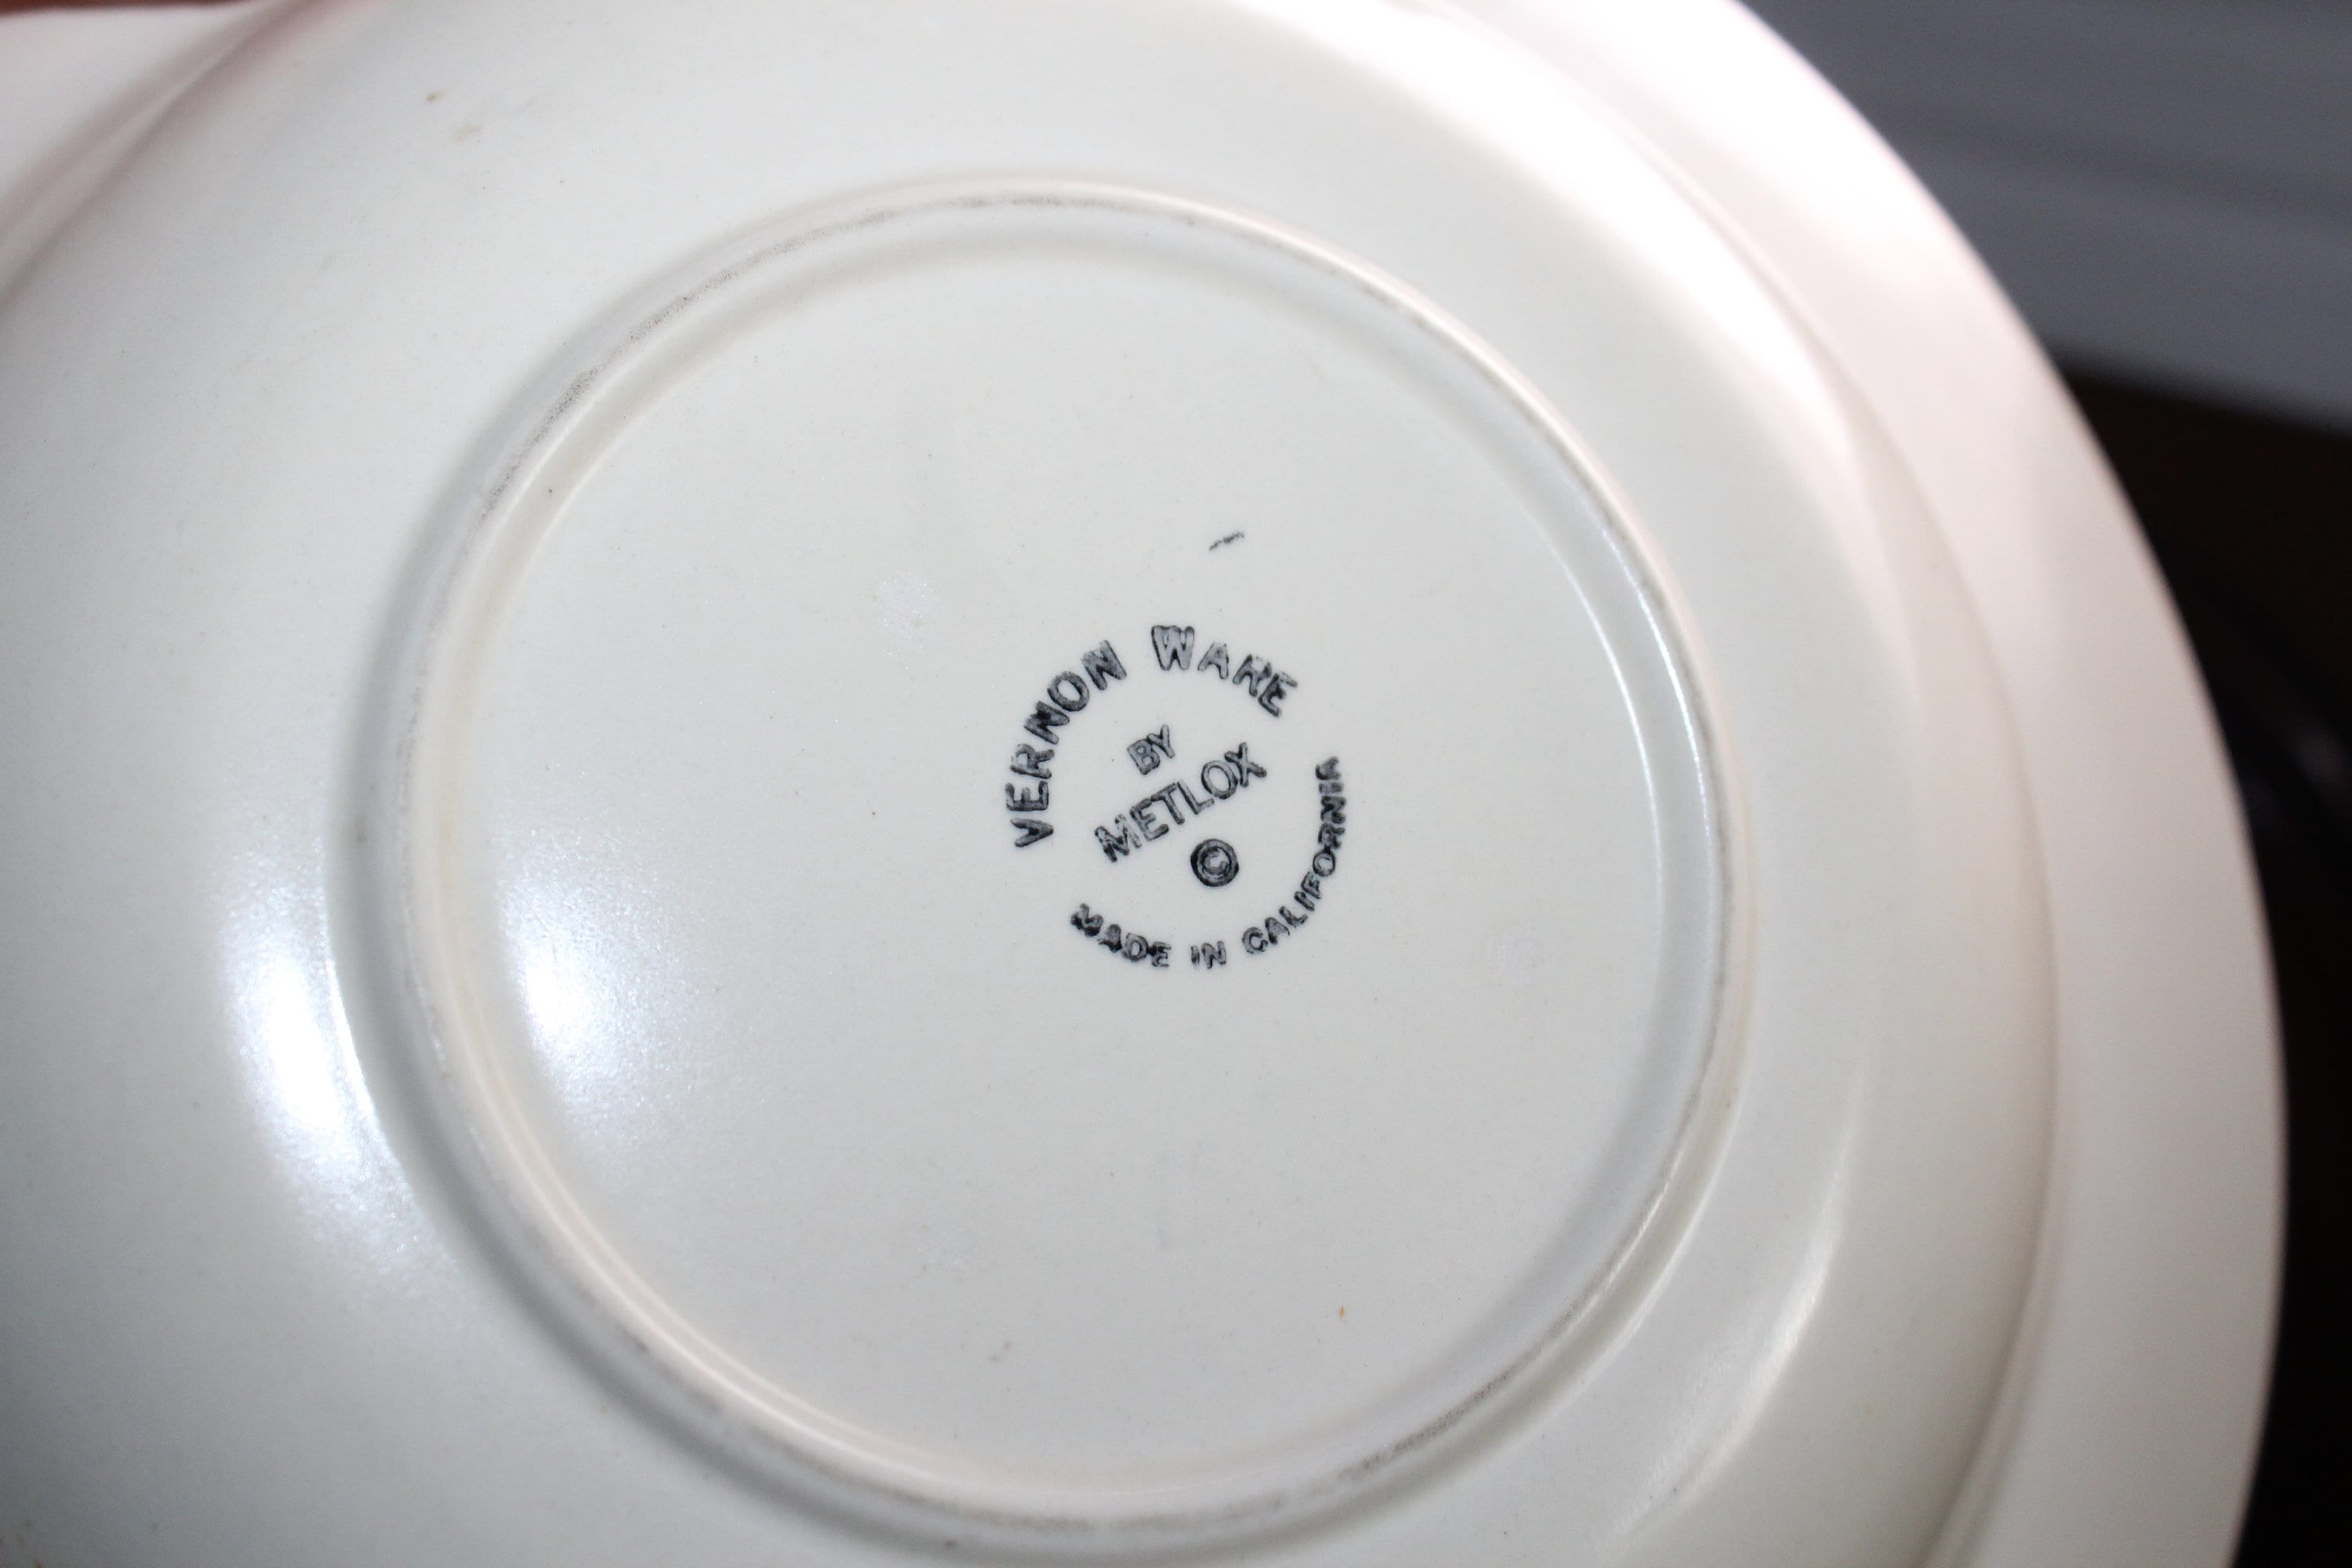 VERNON WARE
BY
METLOX
©
MADE IN CALIFORNIA